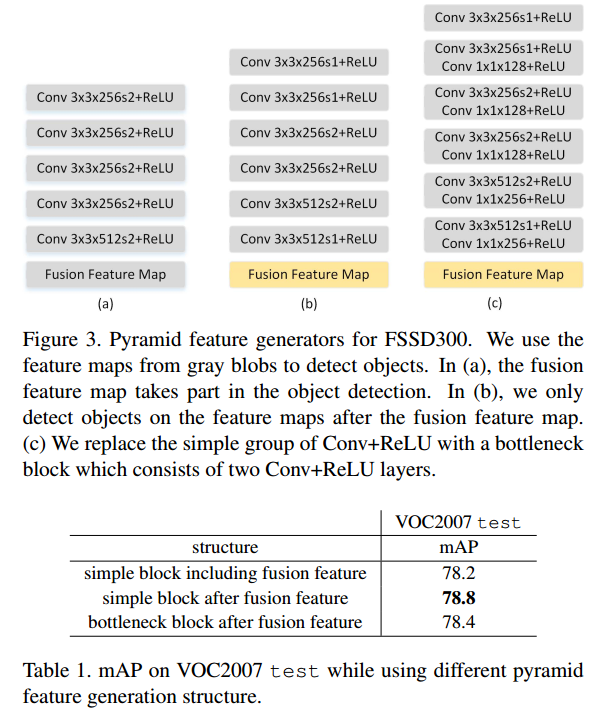 Conv 3x3x256s2+ReLU
Conv 3x3x256s2+ReLU
Conv 3x3x256s2+ReLU
Conv 3x3x256s2+ReLU
Conv 3x3x512s2+ReLU
Fusion Feature Map
(a)
Conv 3x3x256s1+ReLU
Conv 3x3x256s1+ReLU
Conv 3x3x256s2+ReLU
Conv 3x3x256s2+ReLU
Conv 3x3x512s2+ReLU
Conv 3x3x512s1+ReLU
Fusion Feature Map
(b)
Conv 3x3x256s1+ReLU
Conv 3x3x256s1+ReLU
Conv 1x1x128+ReLU
Conv 3x3x256s2+ReLU
Conv 1x1x128+ReLU
Conv 3x3x256s2+ReLU
Conv 1x1x128+ReLU
Conv 3x3x512s2+ReLU
Conv 1x1x256+ReLU
Conv 3x3x512s1+ReLU
Conv 1x1x256+ReLU
Fusion Feature Map
(c)
Figure 3. Pyramid feature generators for FSSD300. We use the
feature maps from gray blobs to detect objects. In (a), the fusion
feature map takes part in the object detection. In (b), we only
detect objects on the feature maps after the fusion feature map.
(c) We replace the simple group of Conv+ReLU with a bottleneck
block which consists of two Conv+ReLU layers.
VOC2007 test
structure mAP
simple block including fusion feature 78.2
simple block after fusion feature 78.8
bottleneck block after fusion feature 78.4
Table 1. mAP on VOC2007 test while using different pyramid
feature generation structure.